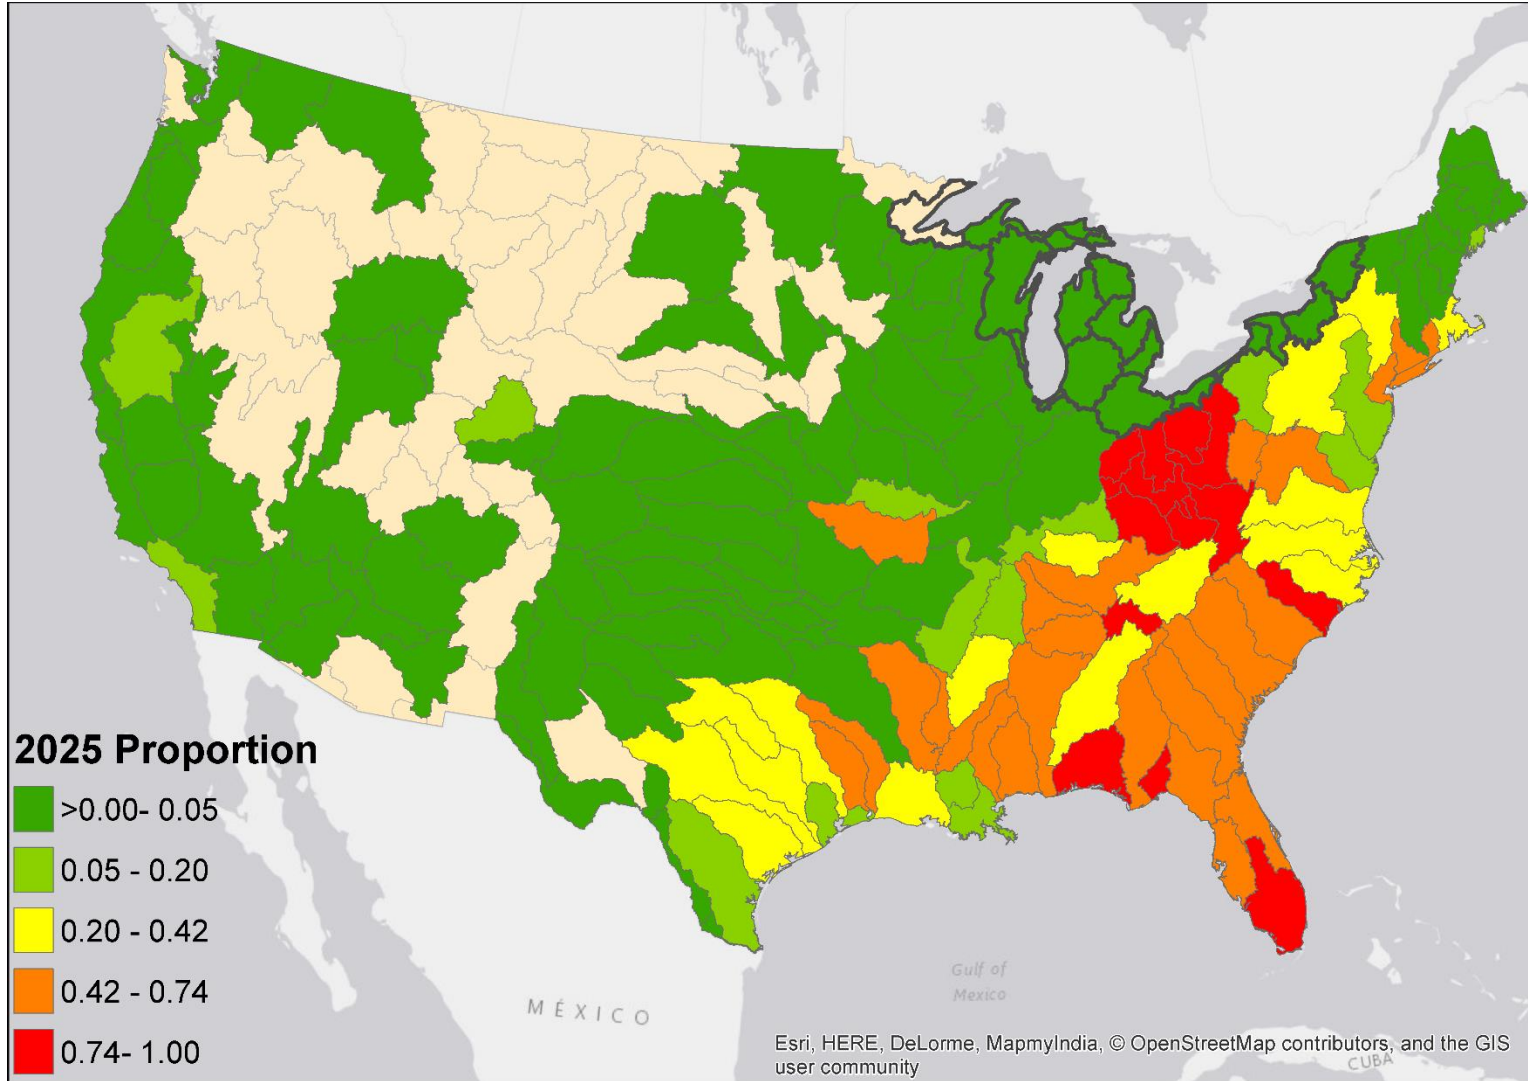 2025 Proportion
>0.00- 0.05
0.05 - 0.20
0.20 - 0.42
0.42 - 0.74
0.74- 1.00
Gulf of
Mexico
MÉXICO
Esri, HERE, DeLorme, MapmyIndia, © OpenStreetMap contributors, and the GIS
user community
CUBA